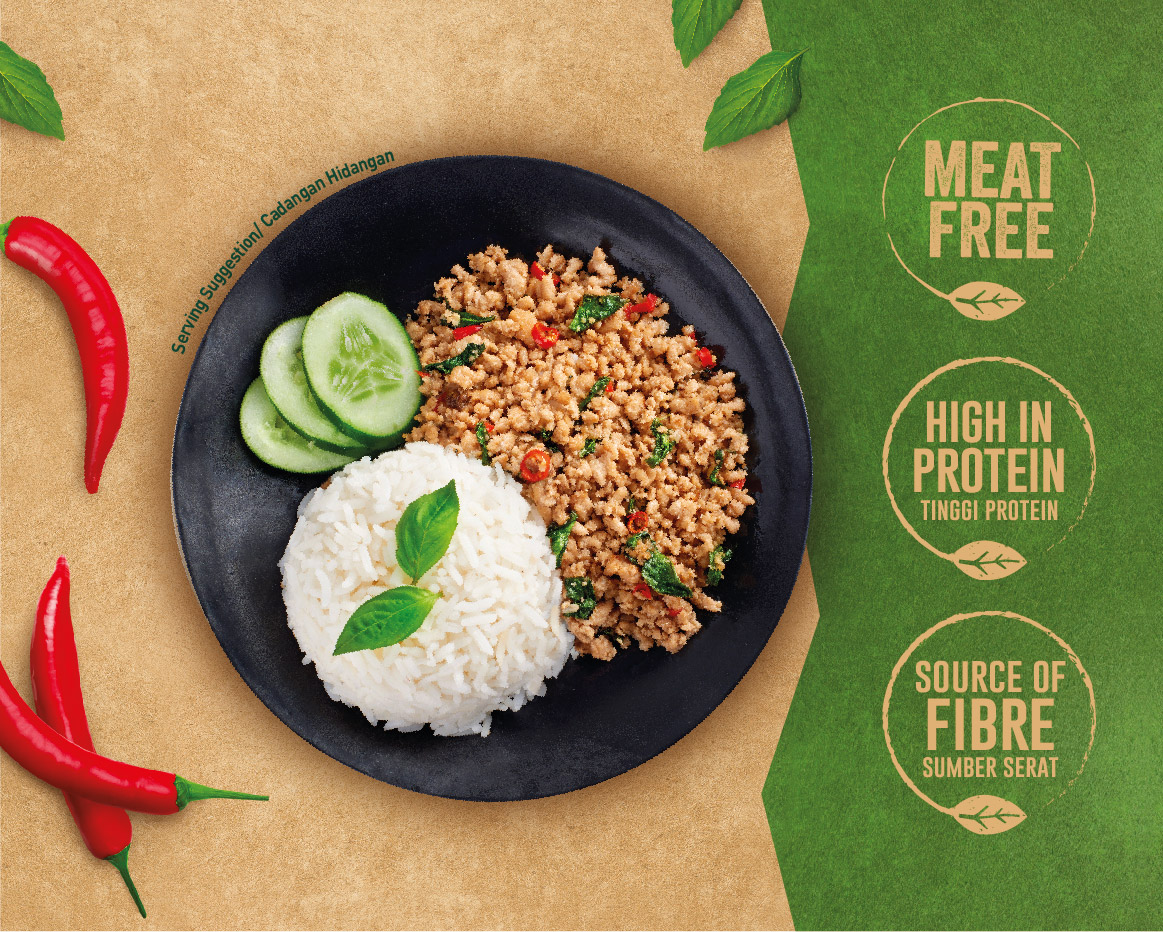 Serving Suggestion/ Cadangan Hidangan
MEAT
FREE
HIGH IN
PROTEIN
TINGGI PROTEIN
SOURCE OF
FIBRE
SUMBER SERAT